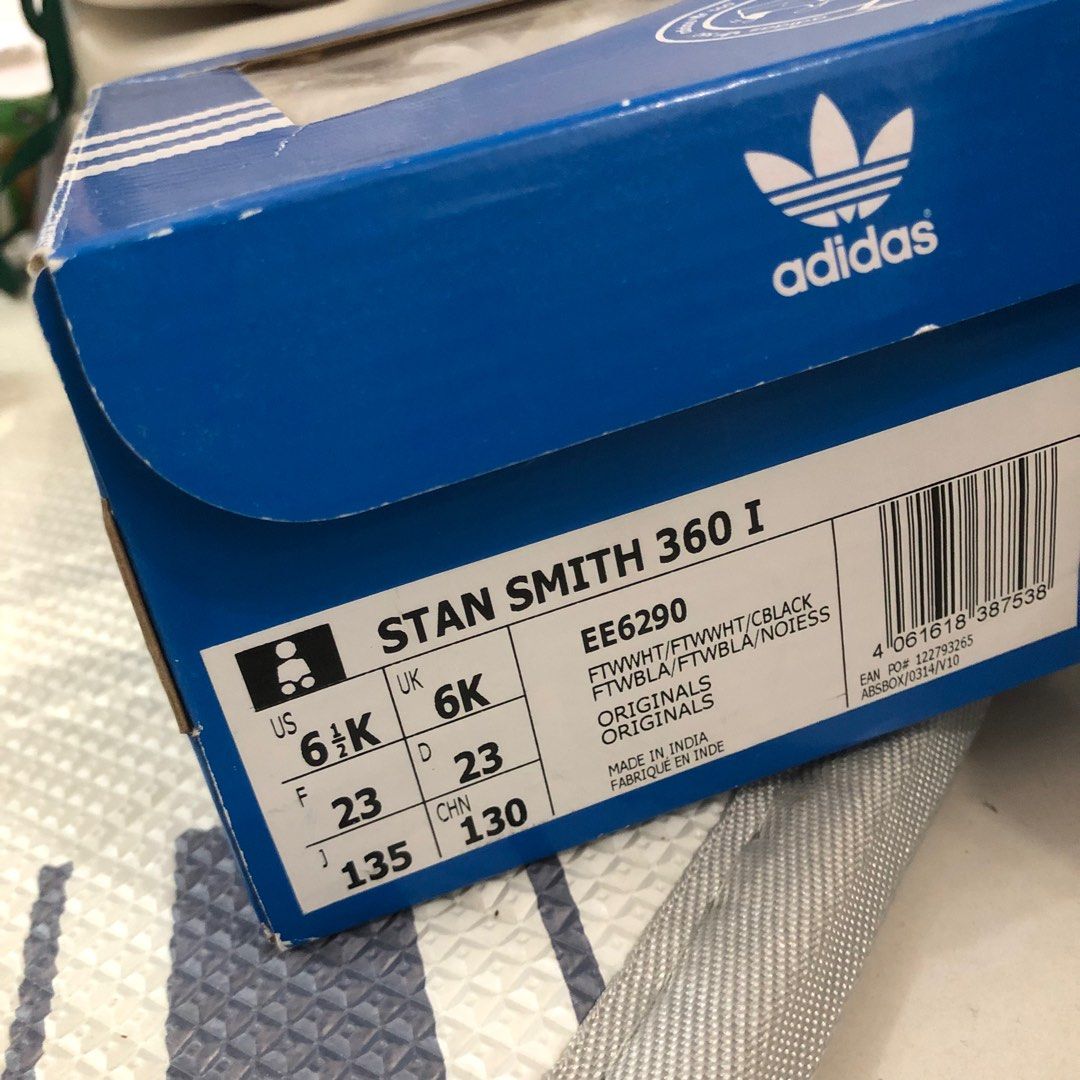 adidas
STAN SMITH 360 I
US 6½K
UK 6K
F 23
D 23
J 135
CHN 130
EE6290
FTWWHT/FTWWHT/CBLACK
FTWBLA/FTWBLA/NOIESS
ORIGINALS
ORIGINALS
MADE IN INDIA
FABRIQUÉ EN INDE
4 061618 387538
EAN PO# 122793265
ABSBOX/0314/V10